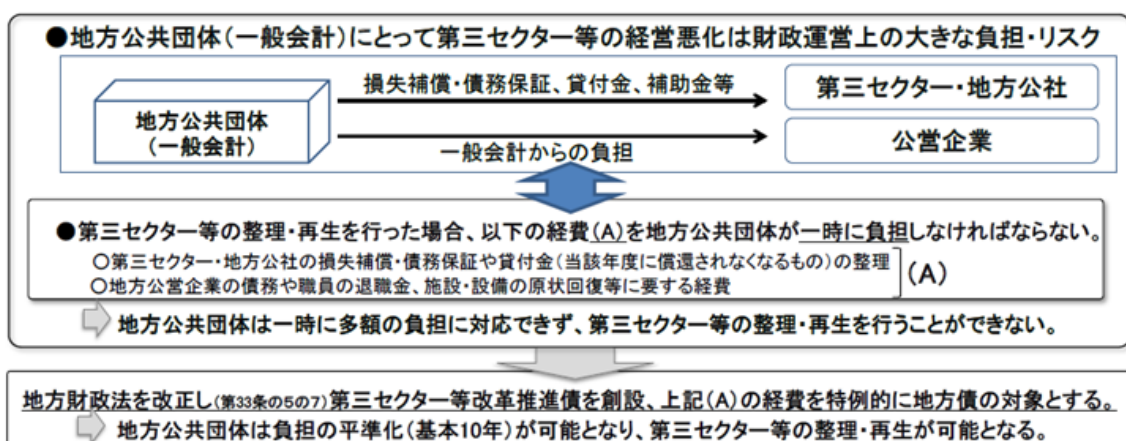 ●地方公共団体(一般会計)にとって第三セクター等の経営悪化は財政運営上の大きな負担・リスク
損失補償・債務保証、貸付金、補助金等
第三セクター・地方公社
地方公共団体
(一般会計)
公営企業
一般会計からの負担
●第三セクター等の整理・再生を行った場合、以下の経費(A)を地方公共団体が一時に負担しなければならない。
○第三セクター・地方公社の損失補償・債務保証や貸付金(当該年度に償還されなくなるもの)の整理
(A)
○地方公営企業の債務や職員の退職金、施設・設備の原状回復等に要する経費
地方公共団体は一時に多額の負担に対応できず、第三セクター等の整理・再生を行うことができない。
地方財政法を改正し(第33条の5の7)第三セクター等改革推進債を創設、上記(A)の経費を特例的に地方債の対象とする。
地方公共団体は負担の平準化(基本10年)が可能となり、第三セクター等の整理・再生が可能となる。